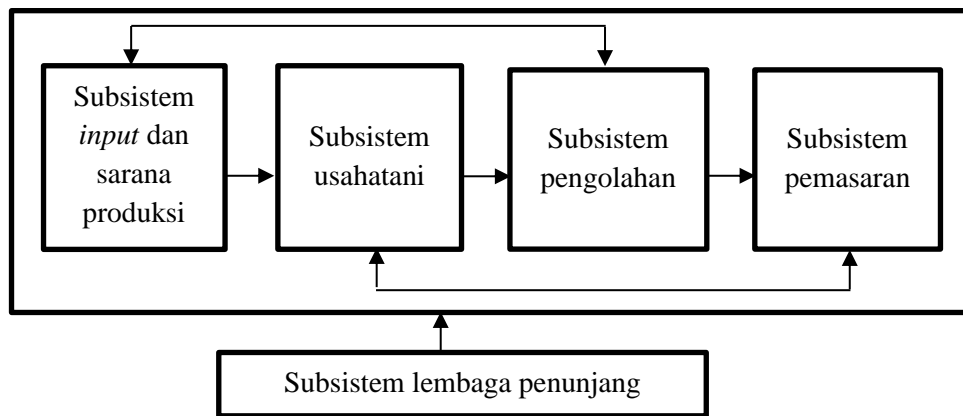 Subsistem
input dan
sarana
produksi
Subsistem
usahatani
Subsistem
pengolahan
Subsistem
pemasaran
Subsistem lembaga penunjang